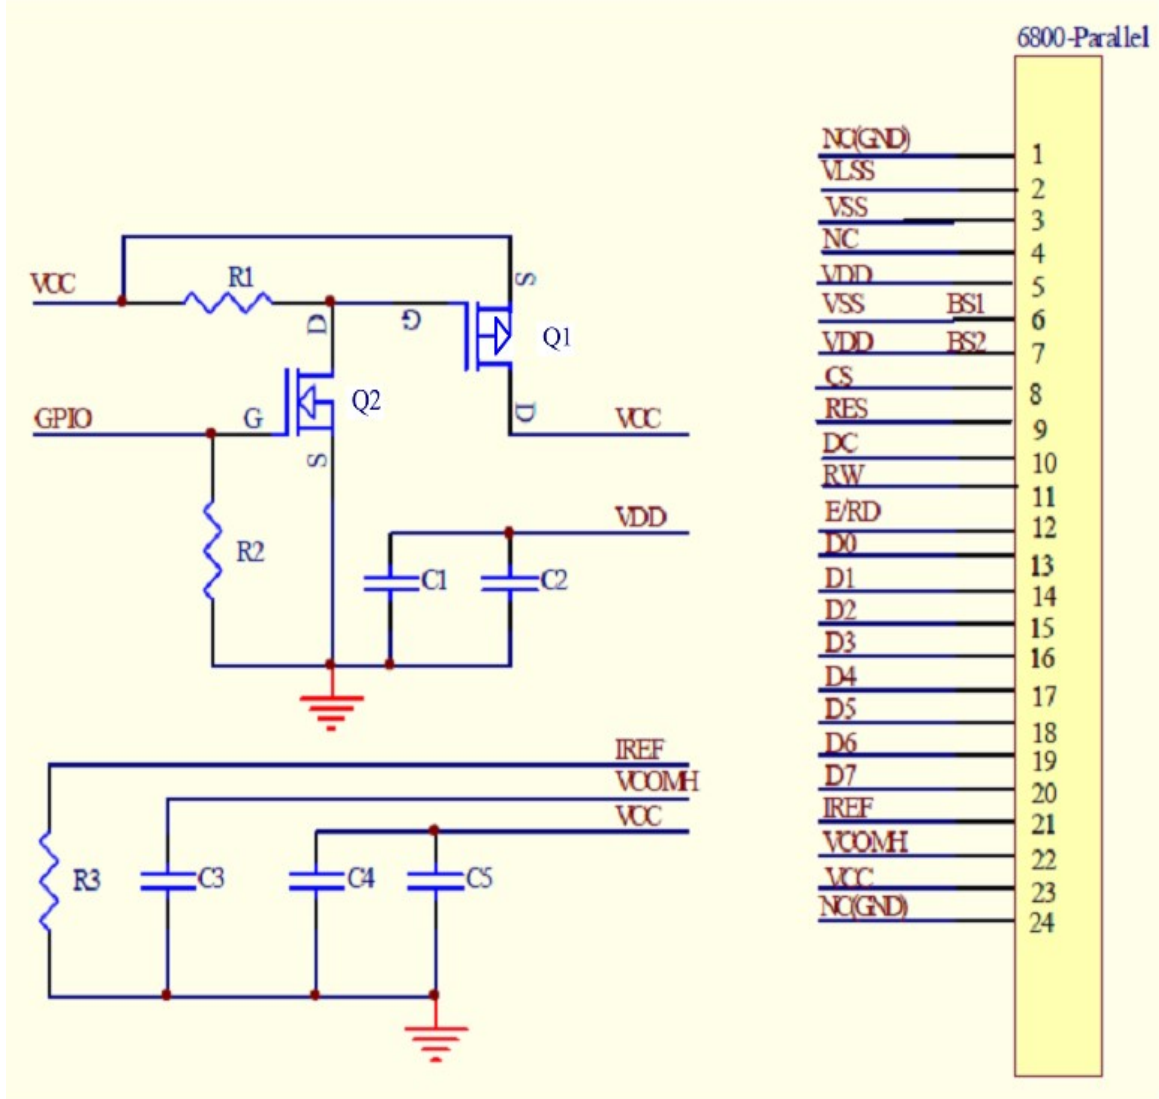 6800-Parallel
NC(GND)
1
VLSS
2
VSS
3
NC
4
VDD
5
VSS BS1
6
VDD BS2
7
CS
8
RES
9
DC
10
RW
11
E/RD
12
D0
13
D1
14
D2
15
D3
16
D4
17
D5
18
D6
19
D7
20
IREF
21
VCOMH
22
VCC
23
NC(GND)
24
VCC
R1
S
D
G
Q1
Q2
GPIO
G
D
VCC
S
VDD
R2
C1
C2
IREF
VCOMH
VCC
R3
C3
C4
C5